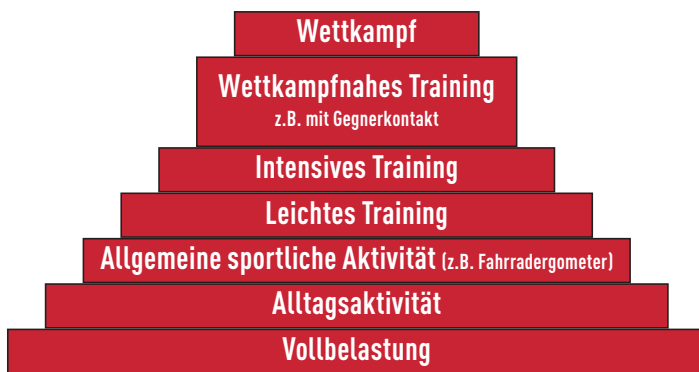 Wettkampf
Wettkampfnahes Training
z.B. mit Gegnerkontakt
Intensives Training
Leichtes Training
Allgemeine sportliche Aktivität (z.B. Fahrradergometer)
Alltagsaktivität
Vollbelastung